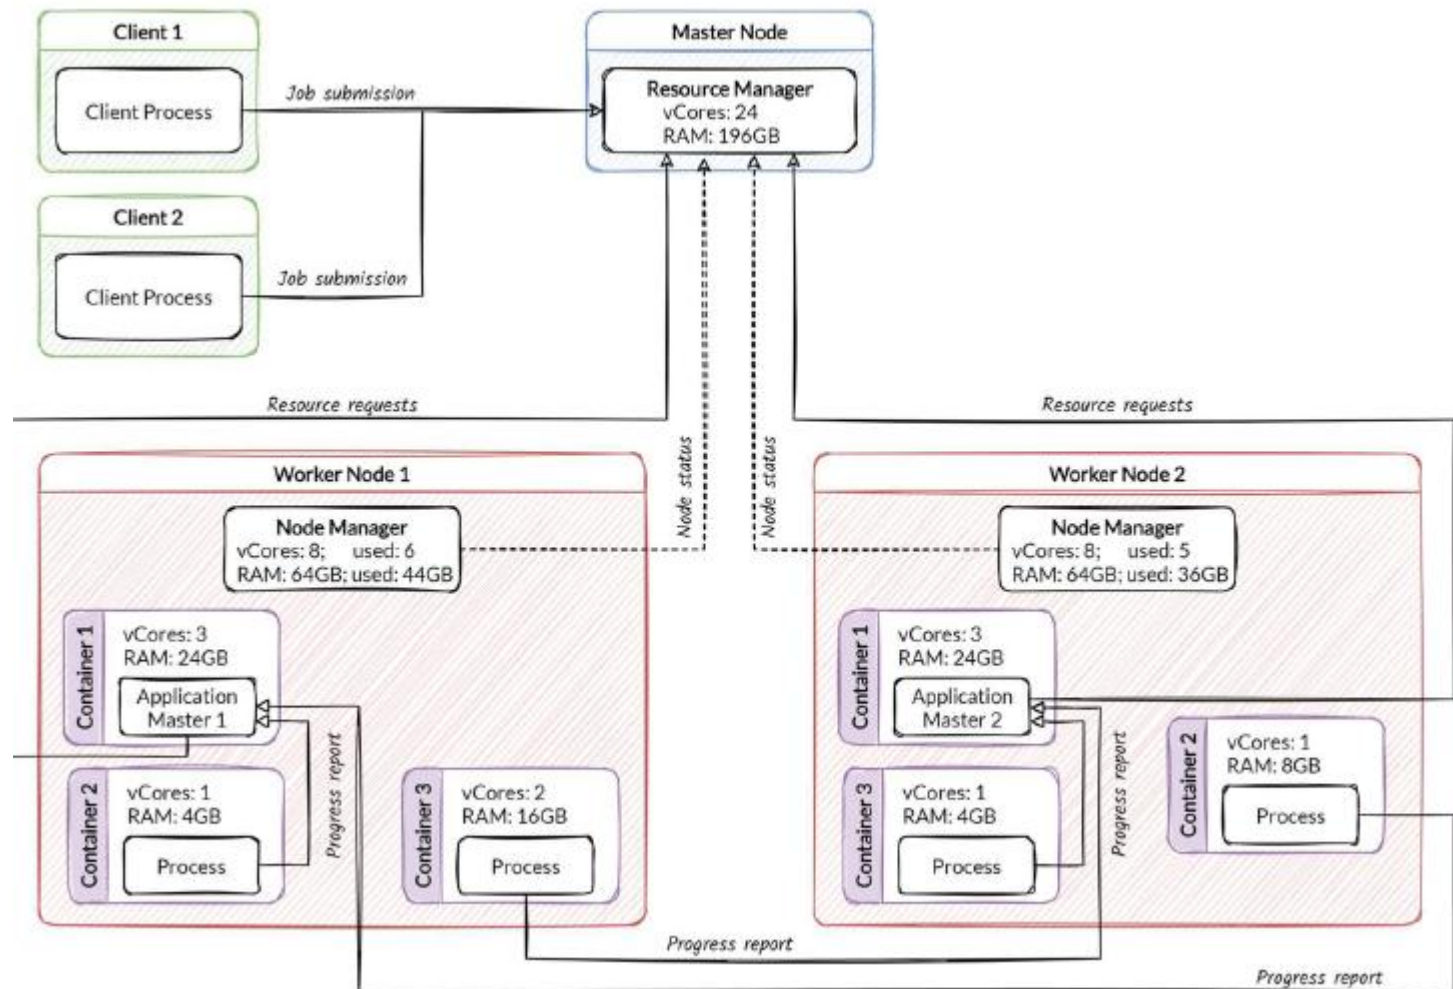 Client 1
Client Process
Job submission
Master Node
Resource Manager
vCores: 24
RAM: 196GB
Client 2
Client Process
Job submission
Resource requests
Resource requests
Node status
Node status
Worker Node 1
Node Manager
vCores: 8; used: 6
RAM: 64GB; used: 44GB
Container 1
vCores: 3
RAM: 24GB
Application
Master 1
Progress report
Container 2
vCores: 1
RAM: 4GB
Process
Container 3
vCores: 2
RAM: 16GB
Process
Worker Node 2
Node Manager
vCores: 8; used: 5
RAM: 64GB; used: 36GB
Container 1
vCores: 3
RAM: 24GB
Application
Master 2
Progress report
Container 2
vCores: 1
RAM: 8GB
Process
Container 3
vCores: 1
RAM: 4GB
Process
Progress report
Progress report